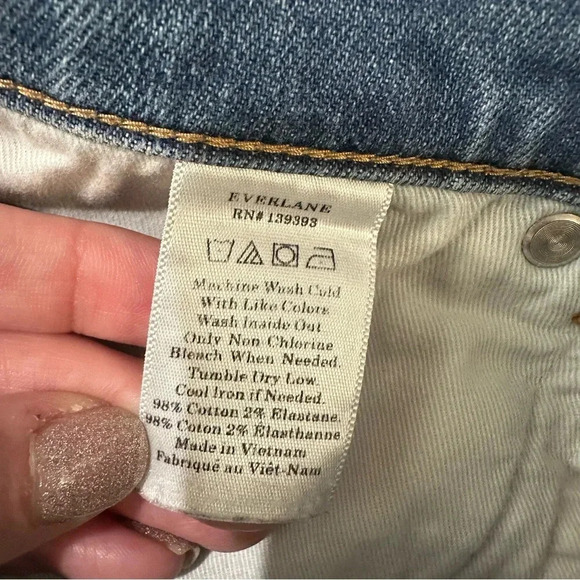 EVERLANE
RN# 139393
Machine Wash Cold
With Like Colors
Wash Inside Out
Only Non Chlorine
Bleach When Needed.
Tumble Dry Low.
Cool Iron if Needed.
98% Cotton 2% Elastane.
98% Coton 2% Élasthanne
Made in Vietnam
Fabriqué au Viêt-Nam